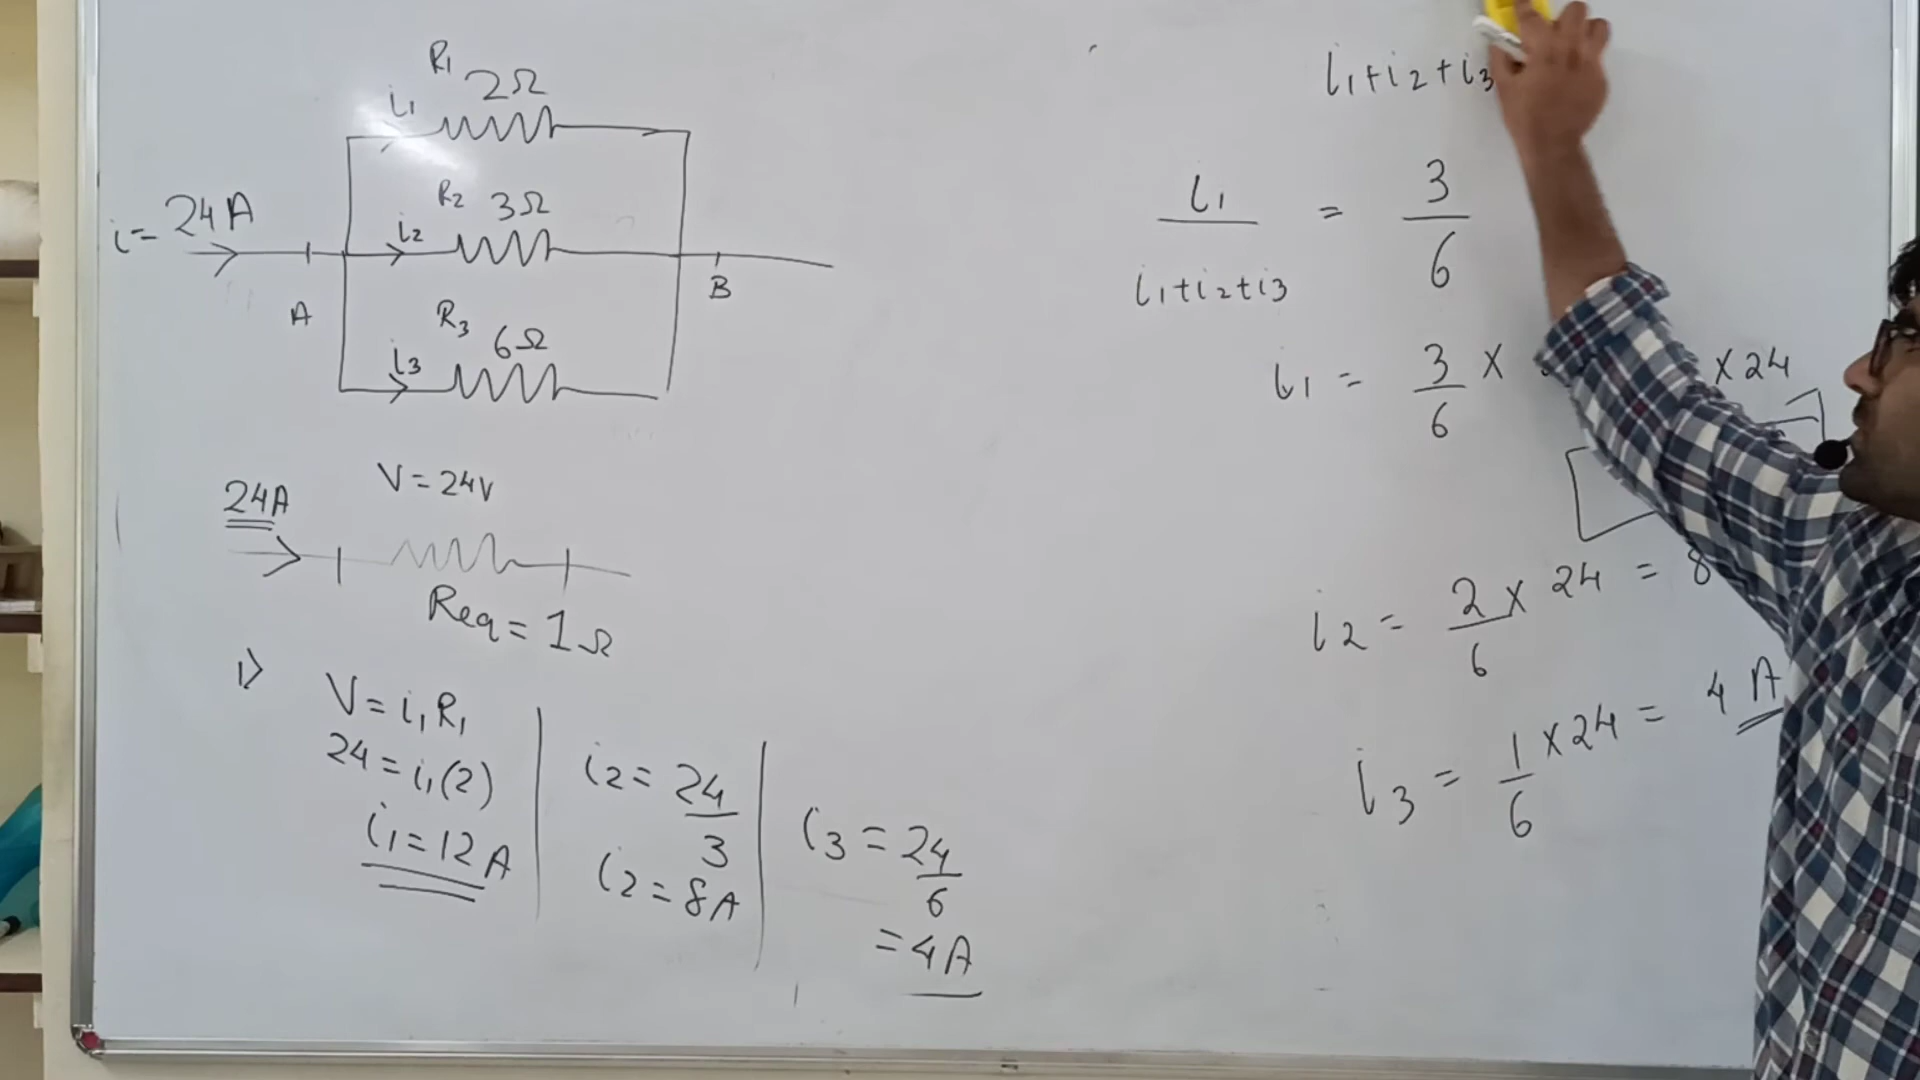 R1
2Ω
i1
i= 24A
R2 3Ω
i2
A
B
R3 6Ω
i3
V = 24V
24A
Req = 1Ω
1>
V = i1R1
24 = i1(2)
i1 = 12A
i2 = 24/3
i2 = 8A
i3 = 24/6
= 4A
i1+i2+i3
i1/(i1+i2+i3) = 3/6
i1 = 3/6 × × 24
i2 = 2/6 × 24 = 8
i3 = 1/6 × 24 = 4A